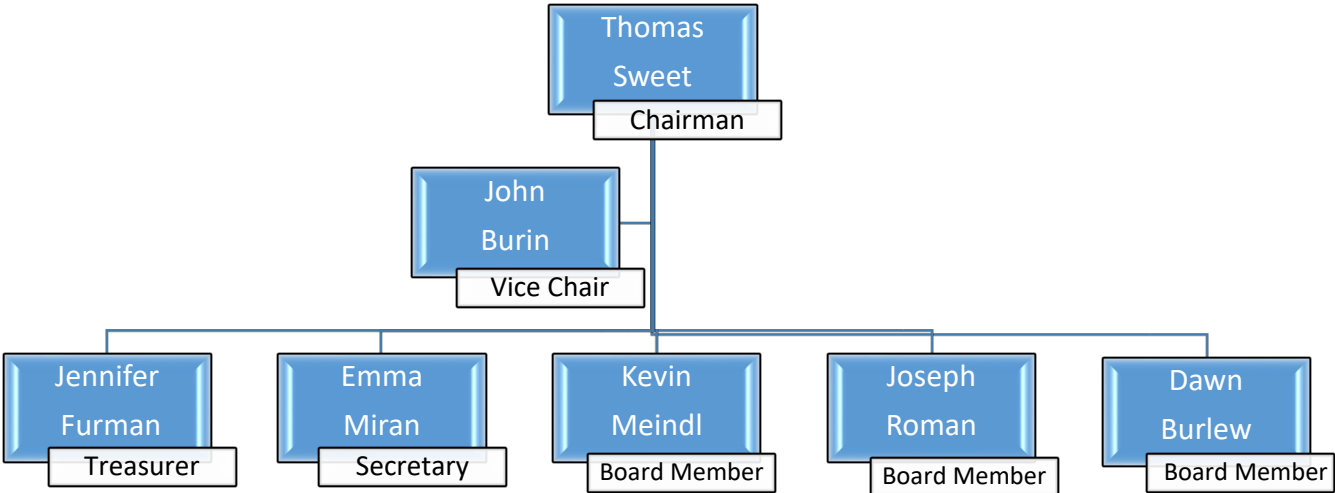 Thomas
Sweet
Chairman
John
Burin
Vice Chair
Jennifer
Furman
Treasurer
Emma
Miran
Secretary
Kevin
Meindl
Board Member
Joseph
Roman
Board Member
Dawn
Burlew
Board Member